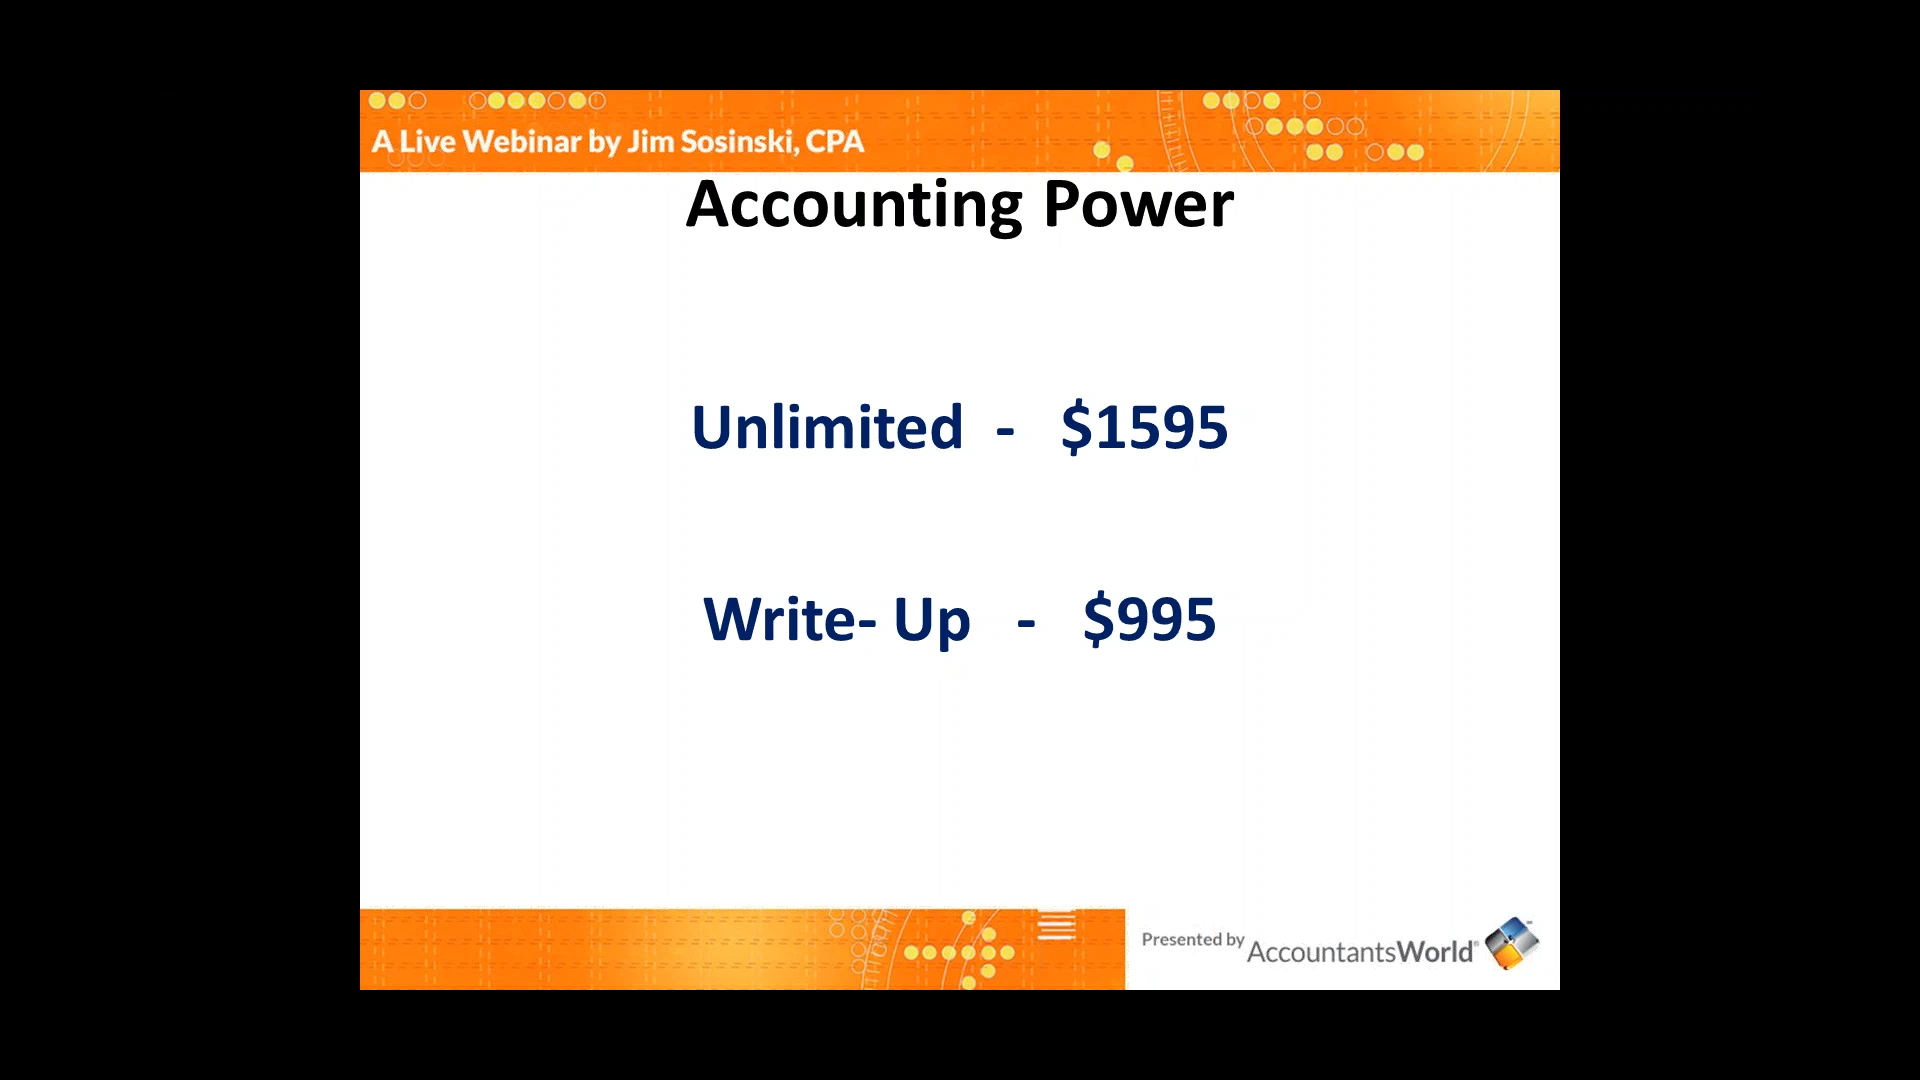 A Live Webinar by Jim Sosinski, CPA
Accounting Power
Unlimited - $1595
Write- Up - $995
Presented by AccountantsWorld®